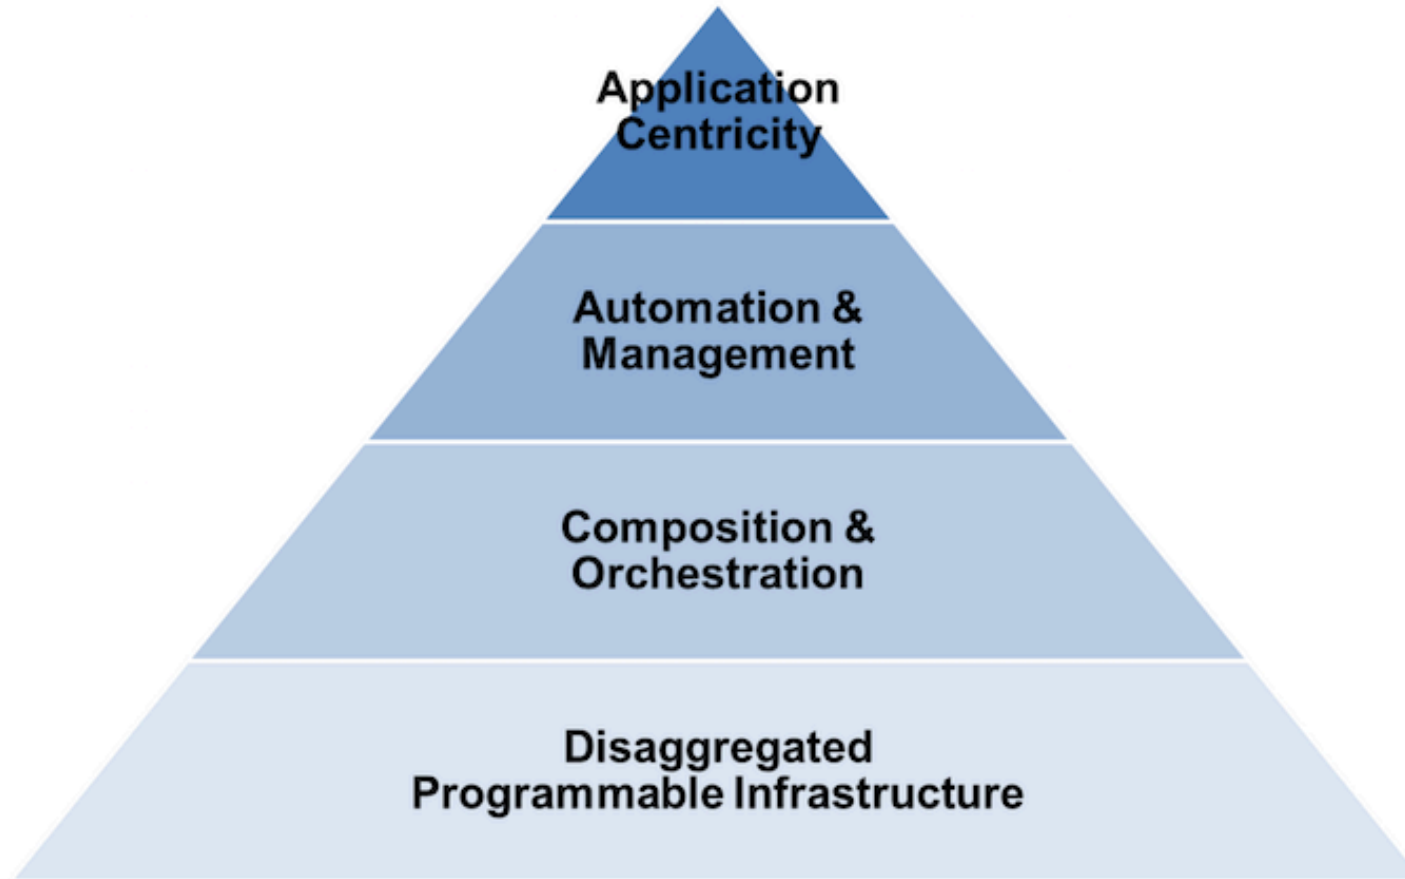 Application
Centricity
Automation &
Management
Composition &
Orchestration
Disaggregated
Programmable Infrastructure